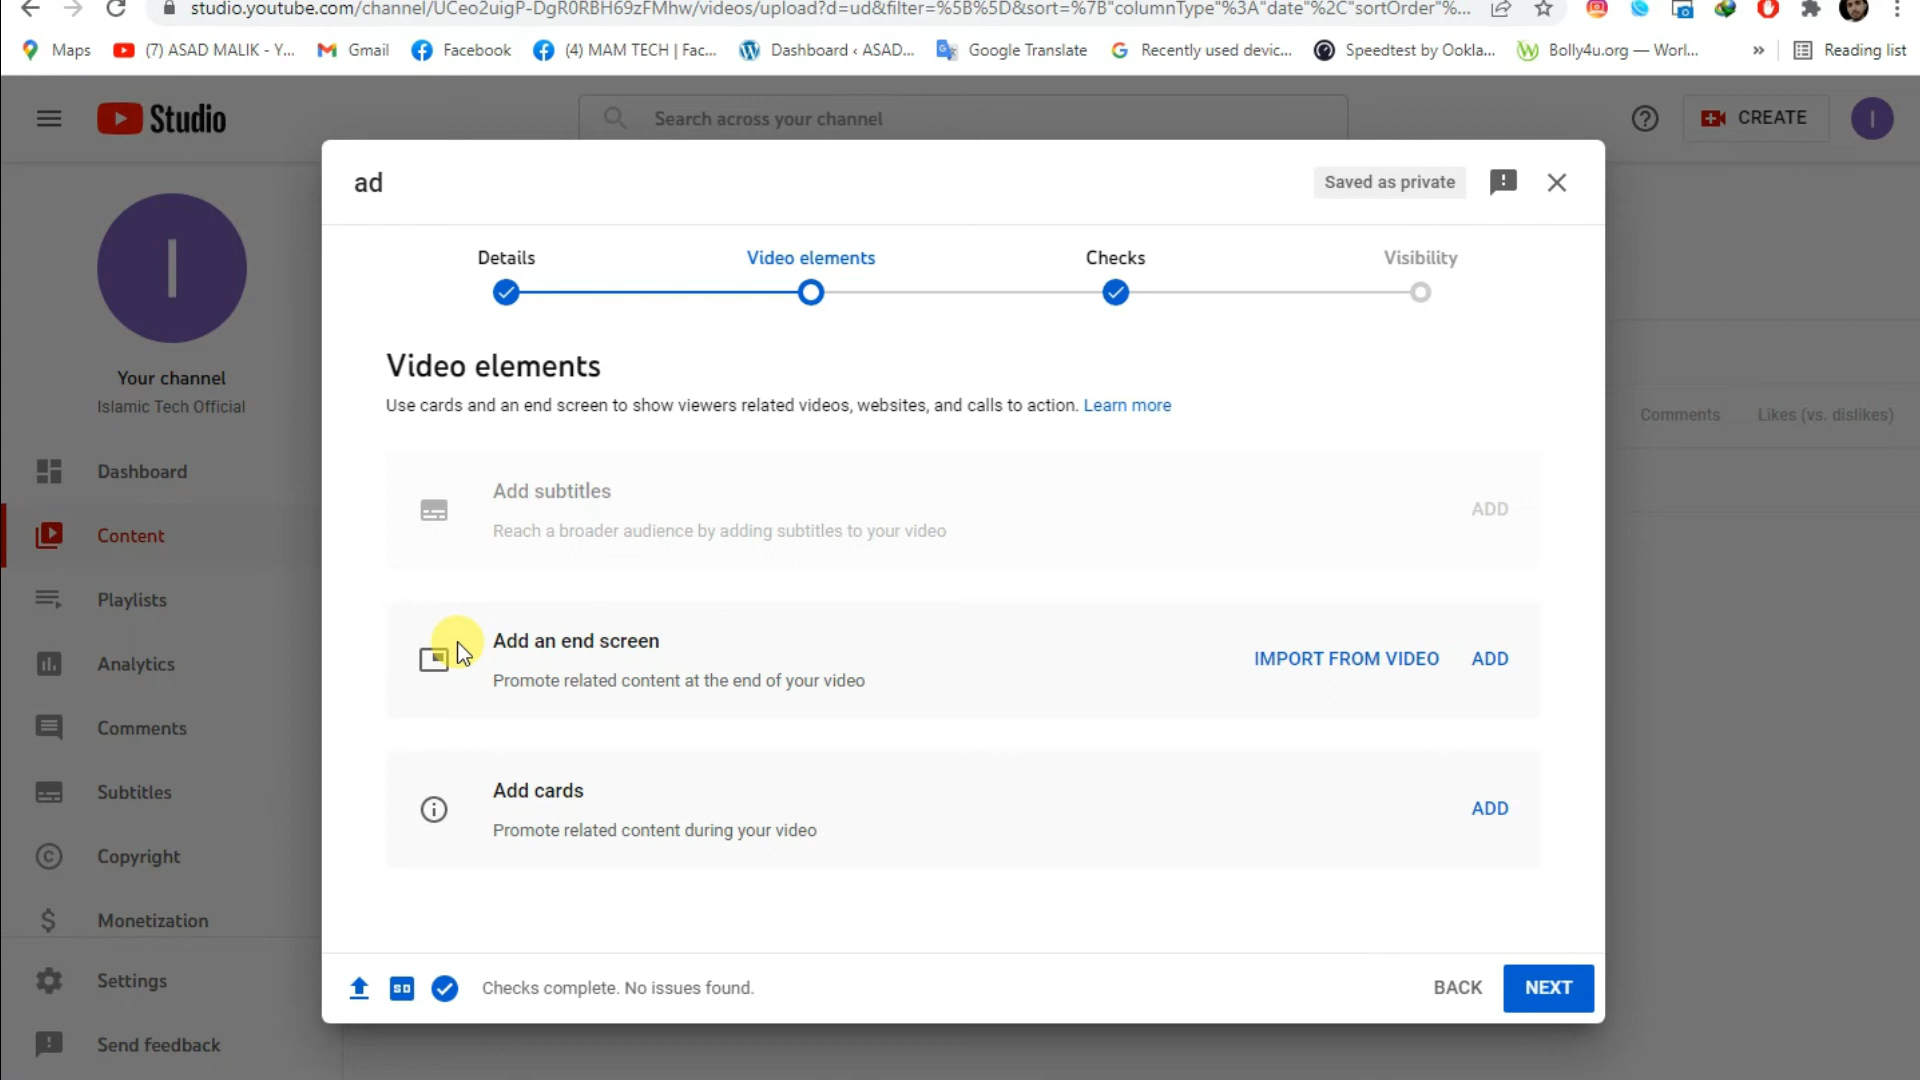 studio.youtube.com/channel/UCeo2uigP-DgR0RBH69zFMhw/videos/upload?d=ud&filter=%5B%5D&sort=%7B"columnType"%3A"date"%2C"sortOrder"%...
Maps (7) ASAD MALIK - Y... Gmail Facebook (4) MAM TECH | Fac... Dashboard ‹ ASAD... Google Translate Recently used devic... Speedtest by Ookla... Bolly4u.org — Worl... » Reading list
Studio
Search across your channel
CREATE
I
ad
Saved as private
Details
Video elements
Checks
Visibility
I
Your channel
Islamic Tech Official
Dashboard
Content
Playlists
Analytics
Comments
Subtitles
Copyright
Monetization
Settings
Send feedback
Video elements
Use cards and an end screen to show viewers related videos, websites, and calls to action. Learn more
Add subtitles
Reach a broader audience by adding subtitles to your video
ADD
Add an end screen
Promote related content at the end of your video
IMPORT FROM VIDEO ADD
Add cards
Promote related content during your video
ADD
Comments Likes (vs. dislikes)
SD
Checks complete. No issues found.
BACK
NEXT